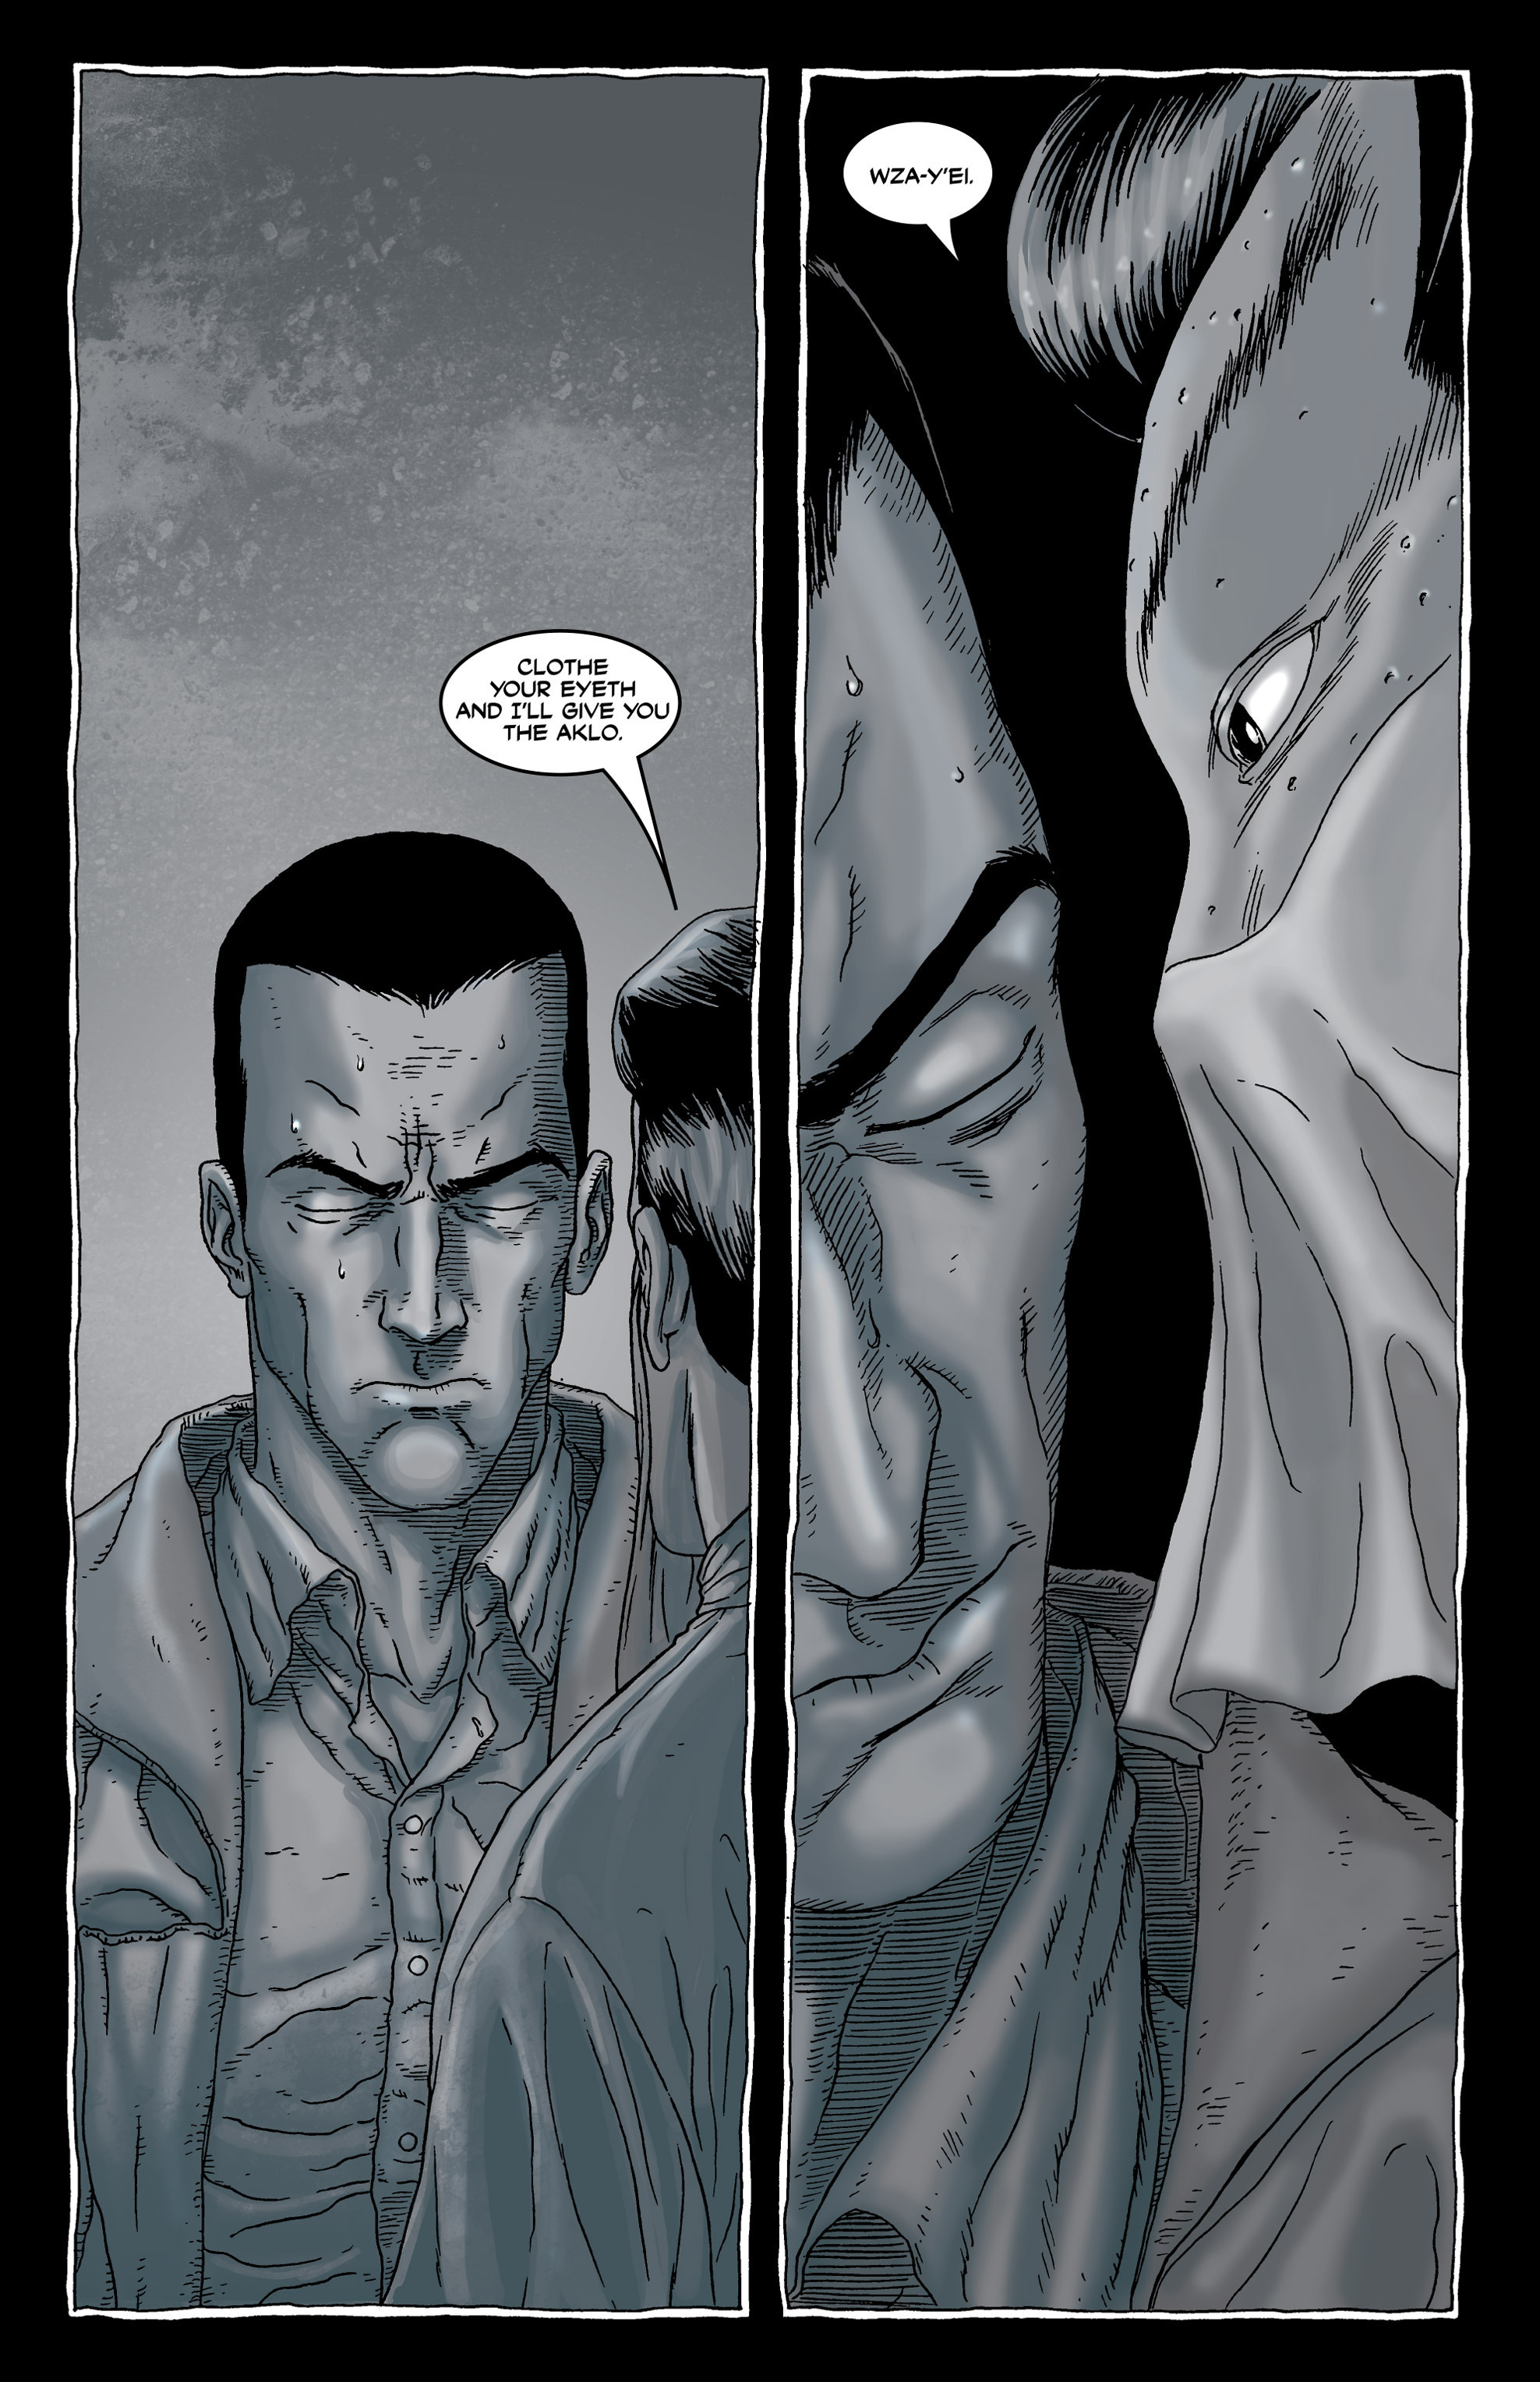 CLOTHE
YOUR EYETH
AND I'LL GIVE YOU
THE AKLO.
WZA-Y'EI.